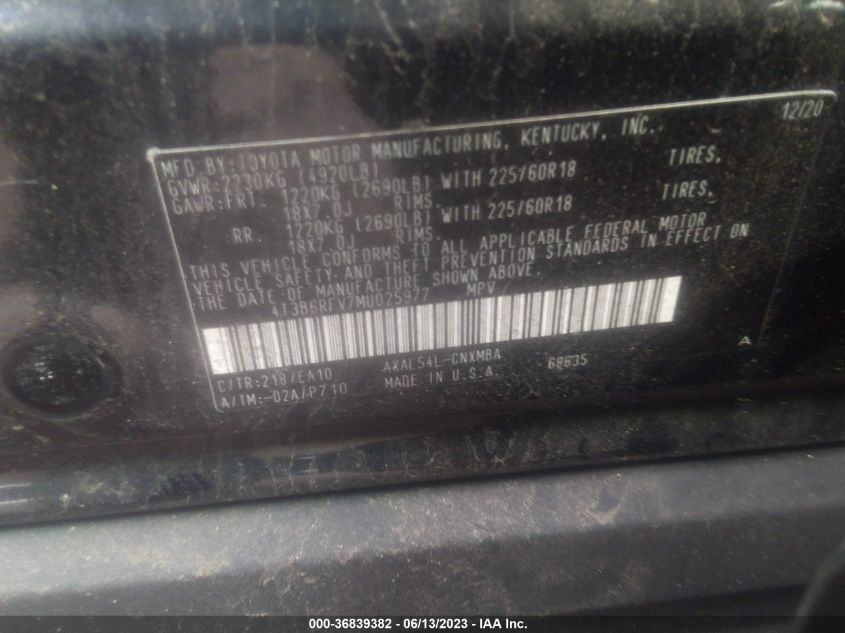 12/20
MFD. BY: TOYOTA MOTOR MANUFACTURING, KENTUCKY, INC.
GVWR: 2230KG (4920LB)
GAWR: FRT. 1220KG (2690LB) WITH 225/60R18 TIRES,
18X7.0J RIMS,
RR. 1220KG (2690LB) WITH 225/60R18 TIRES,
18X7.0J RIMS,
THIS VEHICLE CONFORMS TO ALL APPLICABLE FEDERAL MOTOR
VEHICLE SAFETY AND THEFT PREVENTION STANDARDS IN EFFECT ON
THE DATE OF MANUFACTURE SHOWN ABOVE.
4T3B6RFV7MU025977 MPV
A
C/TR: 218/EA10 AXAL54L-CNXMBA 68635
A/TM: -02A/P710 MADE IN U.S.A.
000-36839382 - 06/13/2023 - IAA Inc.